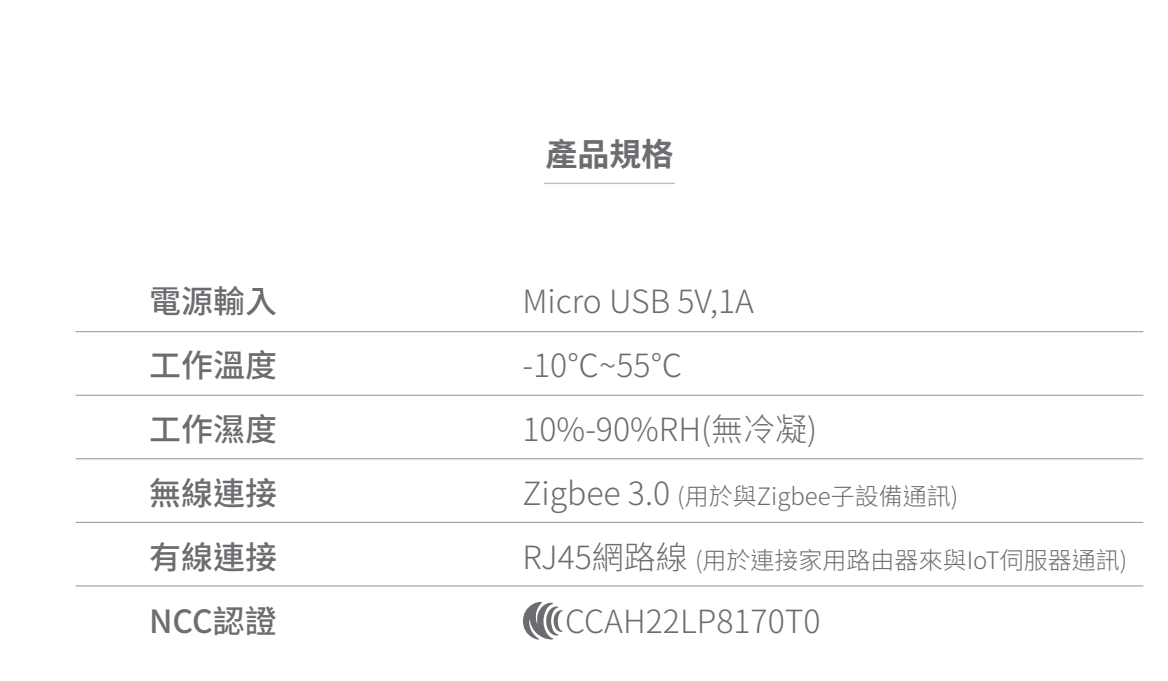 產品規格
電源輸入 Micro USB 5V,1A
工作溫度 -10°C~55°C
工作濕度 10%-90%RH(無冷凝)
無線連接 Zigbee 3.0 (用於與Zigbee子設備通訊)
有線連接 RJ45網路線 (用於連接家用路由器來與IoT伺服器通訊)
NCC認證 CCAH22LP8170T0